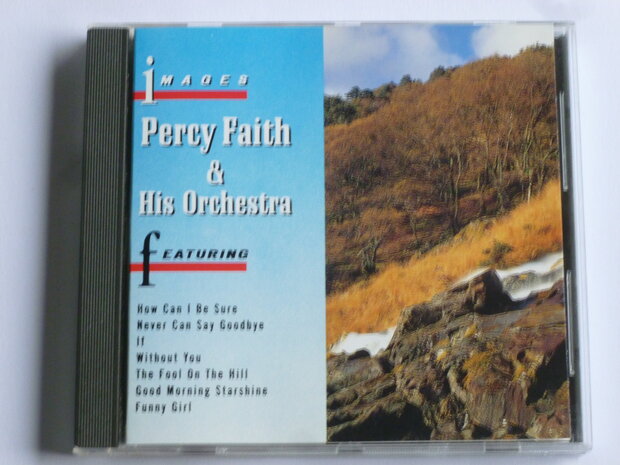 iMAGES
Percy Faith
&
His Orchestra
fEATURING
How Can I Be Sure
Never Can Say Goodbye
If
Without You
The Fool On The Hill
Good Morning Starshine
Funny Girl